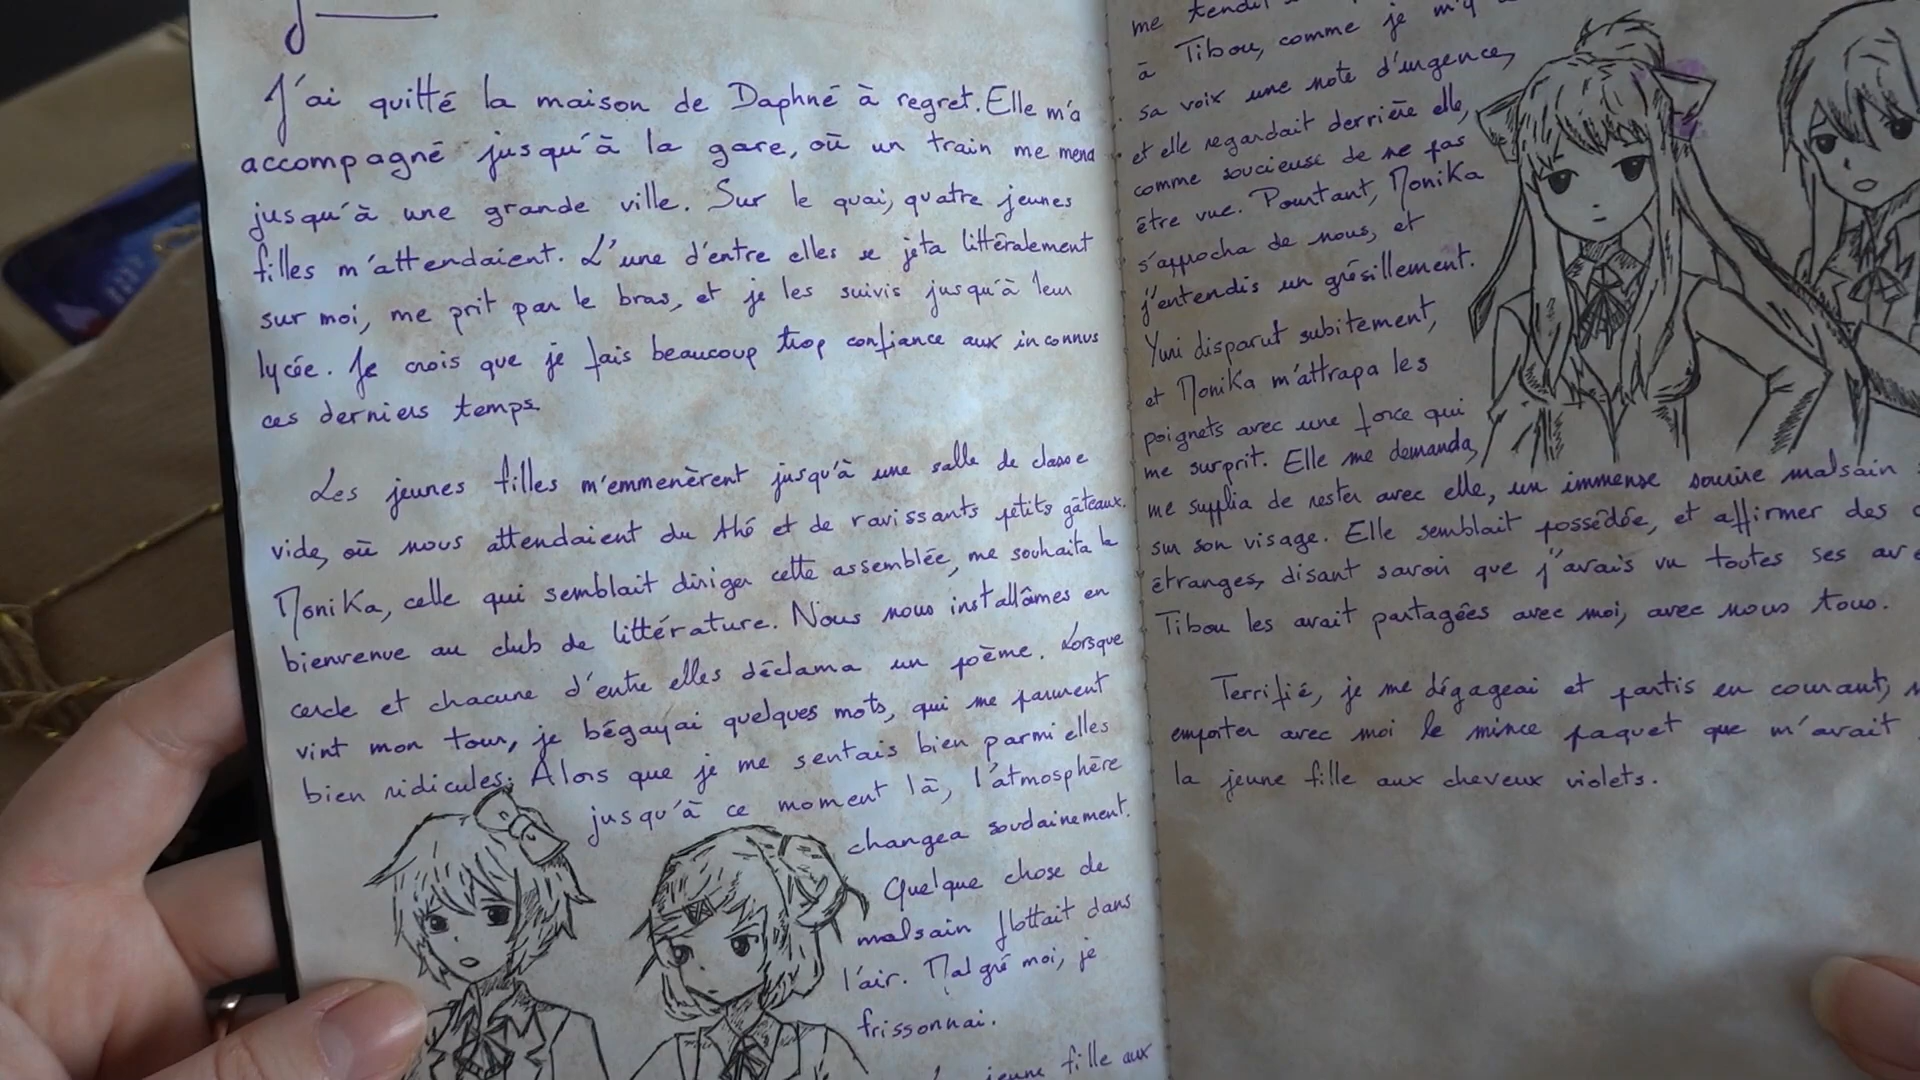 J'ai quitté la maison de Daphné à regret. Elle m'a
accompagné jusqu'à la gare, où un train me mena
jusqu'à une grande ville. Sur le quai, quatre jeunes
filles m'attendaient. L'une d'entre elles se jeta littéralement
sur moi, me prit par le bras, et je les suivis jusqu'à leur
lycée. Je crois que je fais beaucoup trop confiance aux inconnus
ces derniers temps.
Les jeunes filles m'emmenèrent jusqu'à une salle de classe
vide, où nous attendaient du thé et de ravissants petits gâteaux.
Monika, celle qui semblait diriger cette assemblée, me souhaita la
bienvenue au club de littérature. Nous nous installâmes en
cercle et chacune d'entre elles déclama un poème. Lorsque
vint mon tour, je bégayai quelques mots, qui me parurent
bien ridicules. Alors que je me sentais bien parmi elles
jusqu'à ce moment là, l'atmosphère
changea soudainement.
Quelque chose de
malsain flottait dans
l'air. Malgré moi, je
frissonnai.
jeune fille aux
me tendit
à Tibou, comme je m'y
sa voix une note d'urgence,
et elle regardait derrière elle,
comme soucieuse de ne pas
être vue. Pourtant, Monika
s'approcha de nous, et
j'entendis un grésillement.
Yuri disparut subitement,
et Monika m'attrapa les
poignets avec une force qui
me surprit. Elle me demanda,
me supplia de rester avec elle, un immense sourire malsain
sur son visage. Elle semblait possédée, et affirmer des
étranges, disant savoir que j'avais vu toutes ses
Tibou les avait partagées avec moi, avec nous tous.
Terrifié, je me dégageai et partis en courant,
emporter avec moi le mince paquet que m'avait
la jeune fille aux cheveux violets.